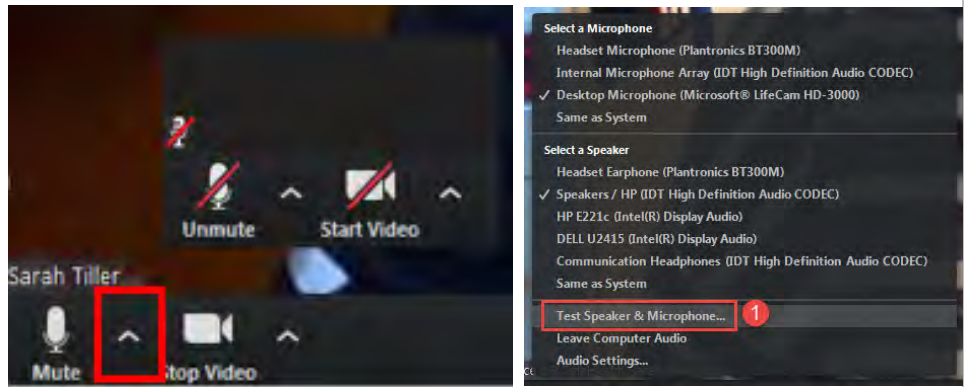 Unmute
Start Video
Sarah Tiller
Mute
Stop Video
Select a Microphone
Headset Microphone (Plantronics BT300M)
Internal Microphone Array (IDT High Definition Audio CODEC)
✓ Desktop Microphone (Microsoft® LifeCam HD-3000)
Same as System
Select a Speaker
Headset Earphone (Plantronics BT300M)
✓ Speakers / HP (IDT High Definition Audio CODEC)
HP E221c (Intel(R) Display Audio)
DELL U2415 (Intel(R) Display Audio)
Communication Headphones (IDT High Definition Audio CODEC)
Same as System
Test Speaker & Microphone... 1
Leave Computer Audio
Audio Settings...